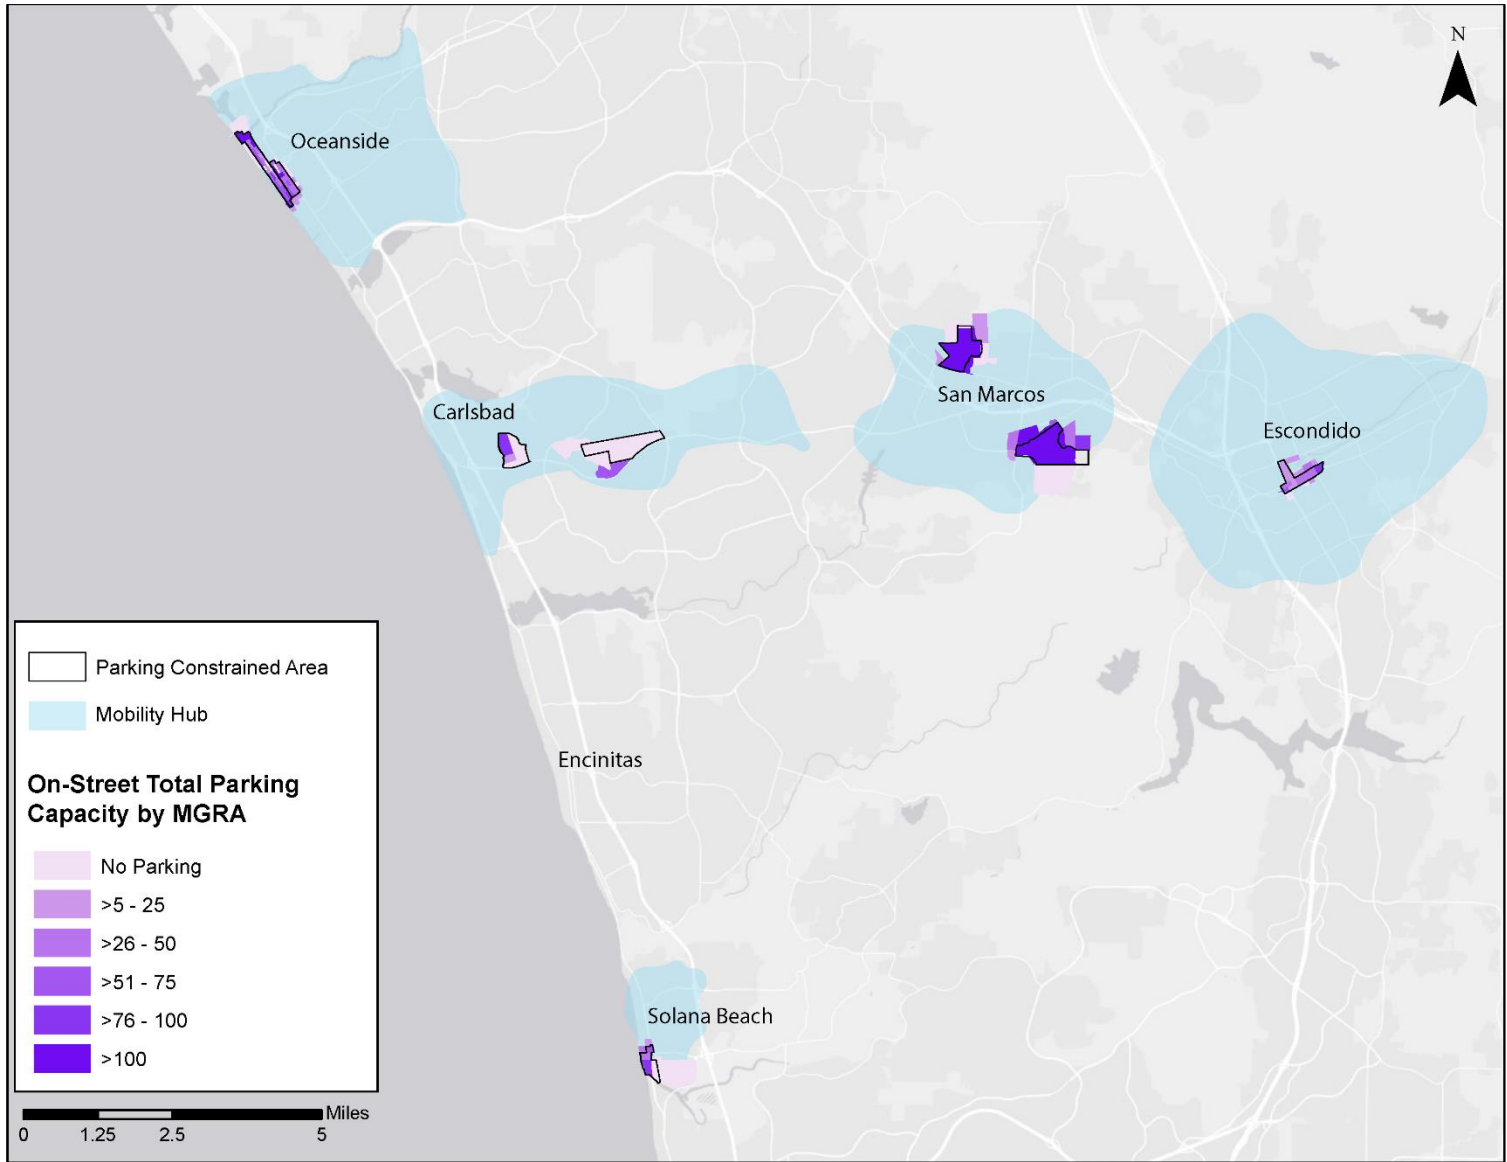 N
Oceanside
Carlsbad
San Marcos
Escondido
Encinitas
Solana Beach
Parking Constrained Area
Mobility Hub
On-Street Total Parking
Capacity by MGRA
No Parking
>5 - 25
>26 - 50
>51 - 75
>76 - 100
>100
Miles
0 1.25 2.5 5